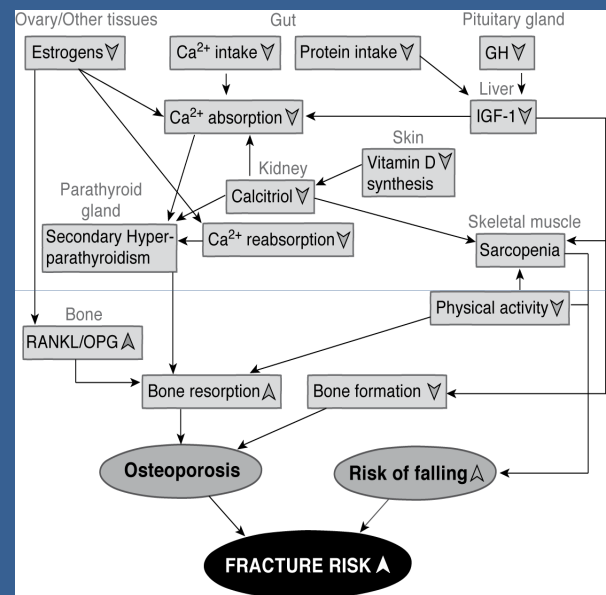 Ovary/Other tissues
Gut
Pituitary gland
Estrogens
Ca²⁺ intake
Protein intake
GH
Liver
Ca²⁺ absorption
IGF-1
Skin
Kidney
Vitamin D
synthesis
Parathyroid
gland
Calcitriol
Skeletal muscle
Secondary Hyper-
parathyroidism
Ca²⁺ reabsorption
Sarcopenia
Physical activity
Bone
RANKL/OPG
Bone resorption
Bone formation
Osteoporosis
Risk of falling
FRACTURE RISK